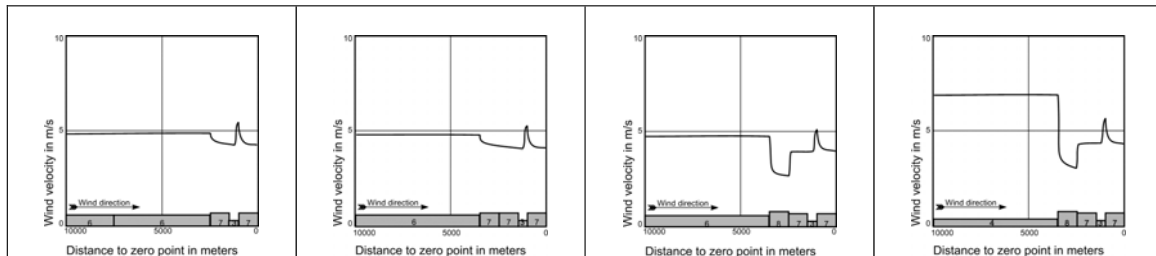 10
Wind velocity in m/s
5
Wind direction
0
6 6 7 7
10000 5000 0
Distance to zero point in meters
10
Wind velocity in m/s
5
Wind direction
0
6 7 7 3 7
10000 5000 0
Distance to zero point in meters
10
Wind velocity in m/s
5
Wind direction
0
6 8 7 7
10000 5000 0
Distance to zero point in meters
10
Wind velocity in m/s
5
Wind direction
0
4 8 7 3 7
10000 5000 0
Distance to zero point in meters